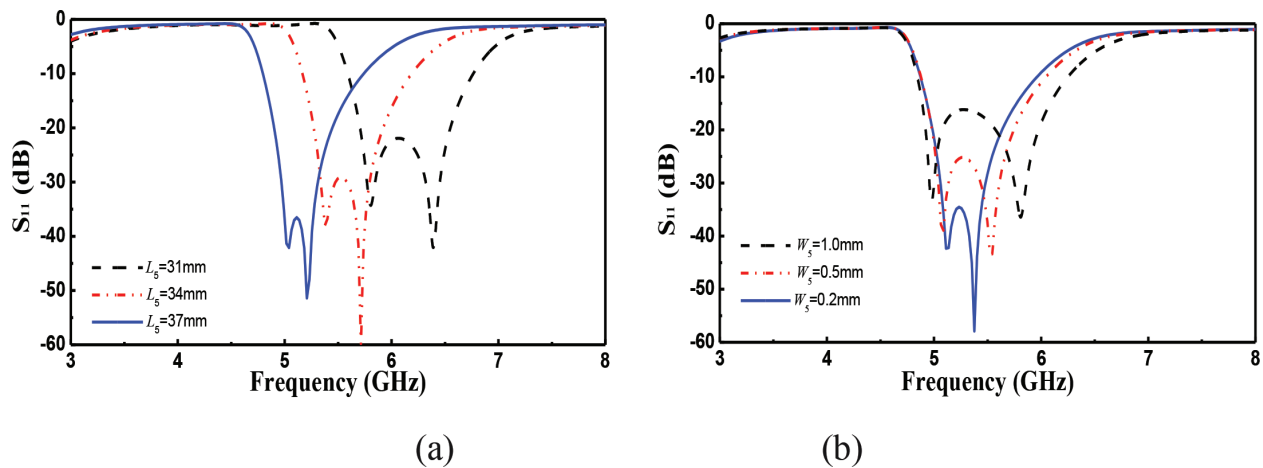 0
-10
-20
-30
-40
-50
-60
S₁₁ (dB)
L₅=31mm
L₅=34mm
L₅=37mm
3 4 5 6 7 8
Frequency (GHz)
(a)
0
-10
-20
-30
-40
-50
-60
S₁₁ (dB)
W₅=1.0mm
W₅=0.5mm
W₅=0.2mm
3 4 5 6 7 8
Frequency (GHz)
(b)